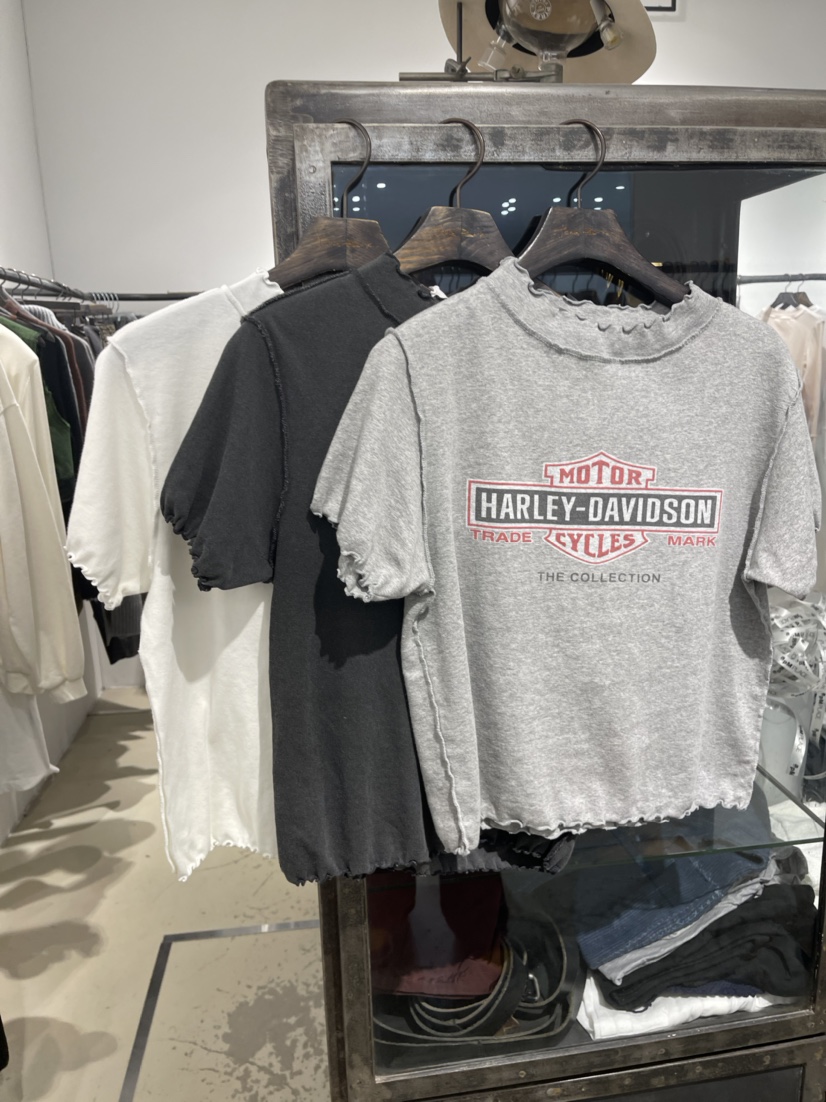 MOTOR
HARLEY-DAVIDSON
TRADE CYCLES MARK
THE COLLECTION